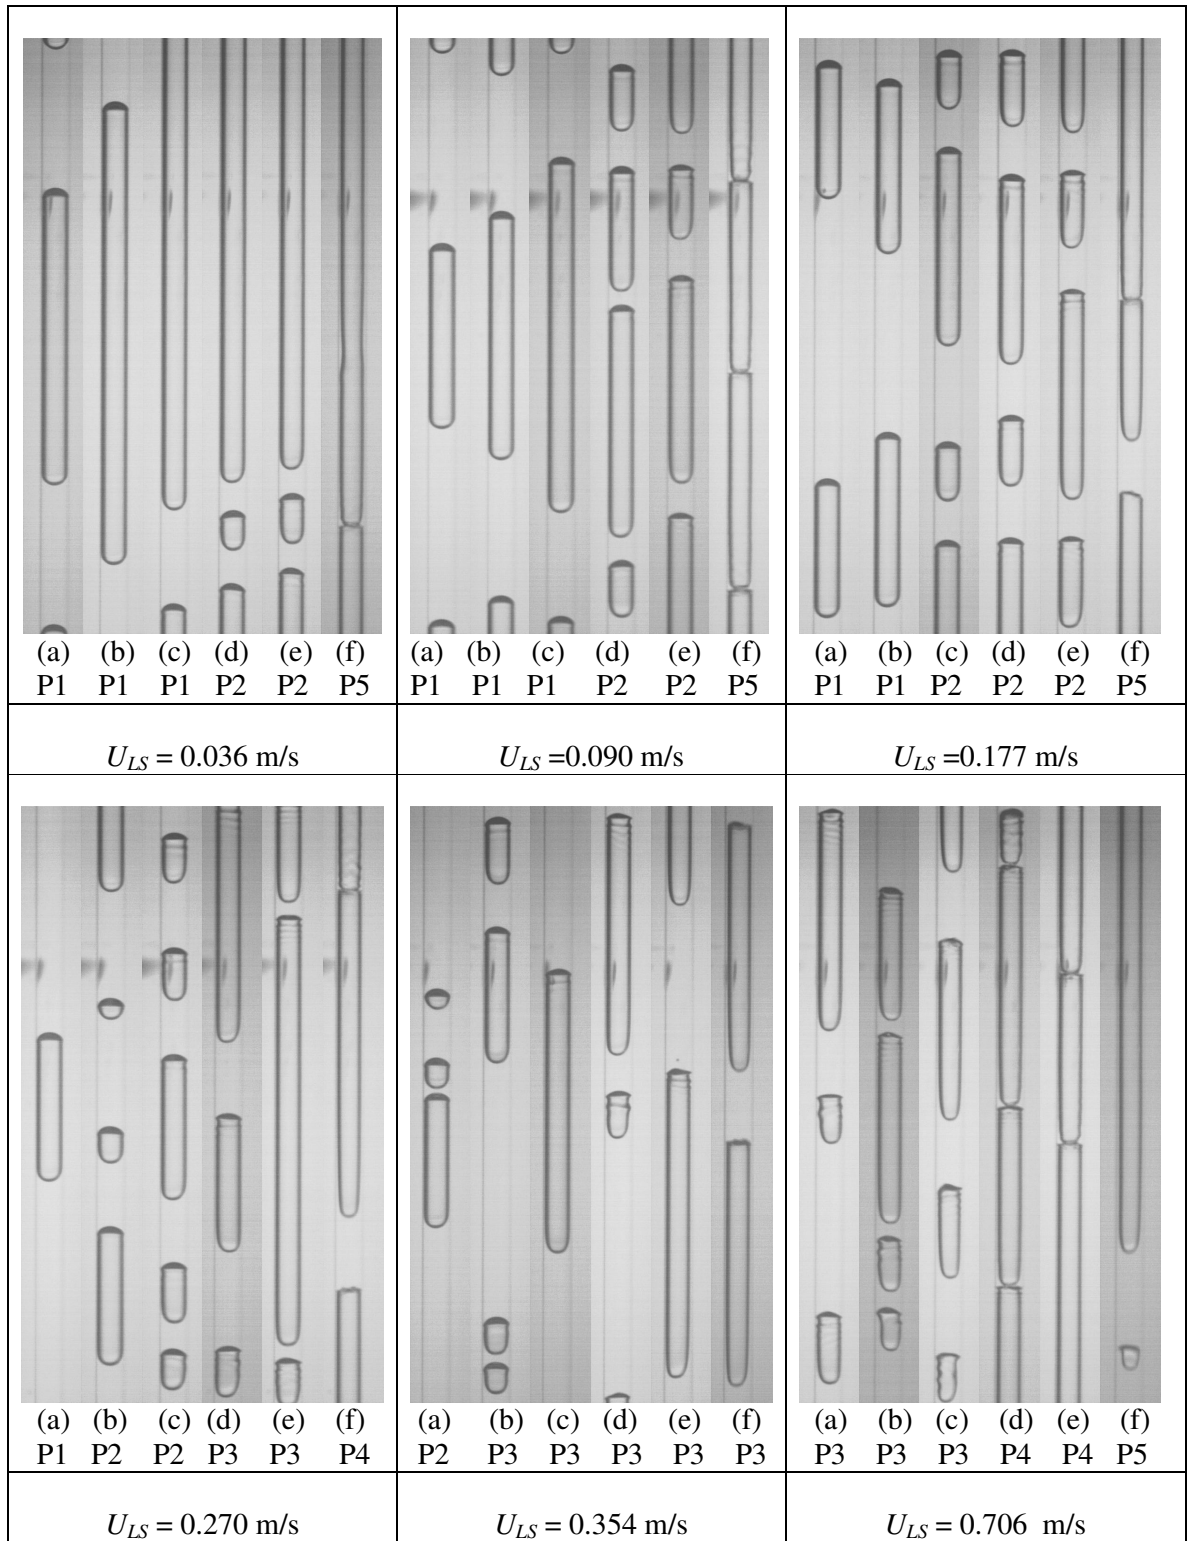 (a) (b) (c) (d) (e) (f)
P1 P1 P1 P2 P2 P5
U_LS = 0.036 m/s
(a) (b) (c) (d) (e) (f)
P1 P1 P1 P2 P2 P5
U_LS =0.090 m/s
(a) (b) (c) (d) (e) (f)
P1 P1 P2 P2 P2 P5
U_LS =0.177 m/s
(a) (b) (c) (d) (e) (f)
P1 P2 P2 P3 P3 P4
U_LS = 0.270 m/s
(a) (b) (c) (d) (e) (f)
P2 P3 P3 P3 P3 P3
U_LS = 0.354 m/s
(a) (b) (c) (d) (e) (f)
P3 P3 P3 P4 P4 P5
U_LS = 0.706 m/s